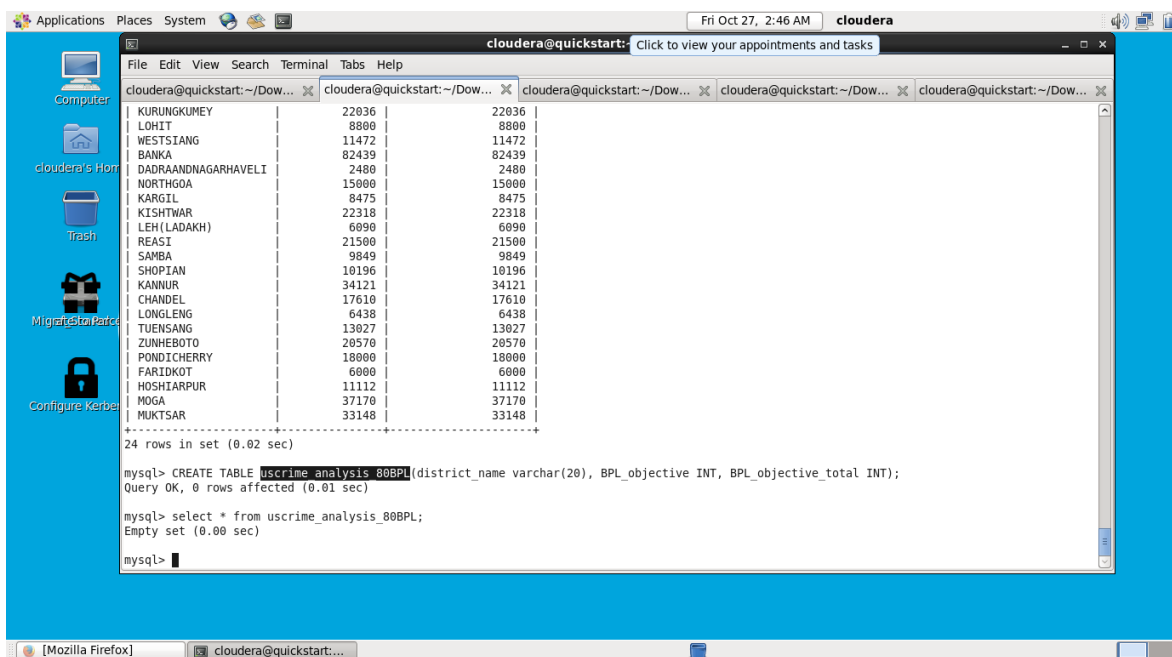 Applications Places System Fri Oct 27, 2:46 AM cloudera
cloudera@quickstart:~ Click to view your appointments and tasks
File Edit View Search Terminal Tabs Help
cloudera@quickstart:~/Dow... cloudera@quickstart:~/Dow... cloudera@quickstart:~/Dow... cloudera@quickstart:~/Dow... cloudera@quickstart:~/Dow...
Computer
cloudera's Hom
Trash
Configure Kerber
| KURUNGKUMEY | 22036 | 22036 |
| LOHIT | 8800 | 8800 |
| WESTSIANG | 11472 | 11472 |
| BANKA | 82439 | 82439 |
| DADRAANDNAGARHAVELI | 2480 | 2480 |
| NORTHGOA | 15000 | 15000 |
| KARGIL | 8475 | 8475 |
| KISHTWAR | 22318 | 22318 |
| LEH(LADAKH) | 6090 | 6090 |
| REASI | 21500 | 21500 |
| SAMBA | 9849 | 9849 |
| SHOPIAN | 10196 | 10196 |
| KANNUR | 34121 | 34121 |
| CHANDEL | 17610 | 17610 |
| LONGLENG | 6438 | 6438 |
| TUENSANG | 13027 | 13027 |
| ZUNHEBOTO | 20570 | 20570 |
| PONDICHERRY | 18000 | 18000 |
| FARIDKOT | 6000 | 6000 |
| HOSHIARPUR | 11112 | 11112 |
| MOGA | 37170 | 37170 |
| MUKTSAR | 33148 | 33148 |
+---------------------+---------------+---------------------+
24 rows in set (0.02 sec)
mysql> CREATE TABLE uscrime_analysis_80BPL(district_name varchar(20), BPL_objective INT, BPL_objective_total INT);
Query OK, 0 rows affected (0.01 sec)
mysql> select * from uscrime_analysis_80BPL;
Empty set (0.00 sec)
mysql>
[Mozilla Firefox] cloudera@quickstart:...